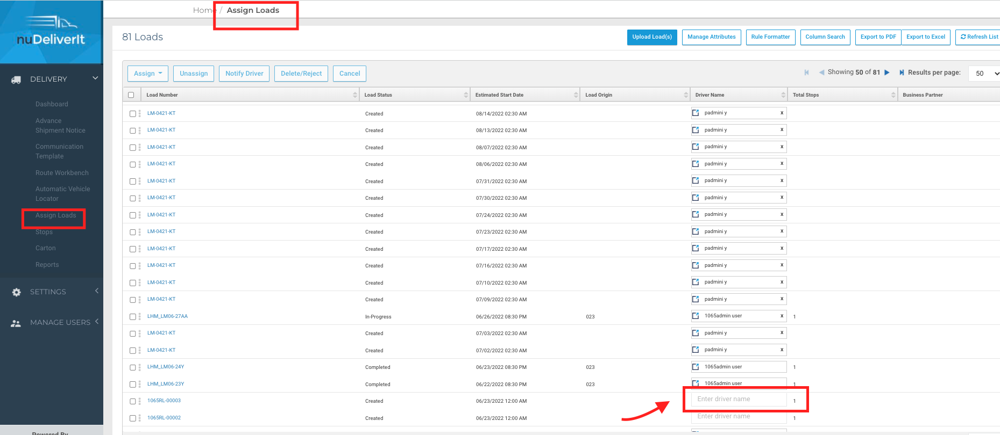 Home / Assign Loads
nuDeliverIt
81 Loads
Upload Load(s) Manage Attributes Rule Formatter Column Search Export to PDF Export to Excel Refresh List
DELIVERY
Dashboard
Advance
Shipment Notice
Communication
Template
Route Workbench
Automatic Vehicle
Locator
Assign Loads
Stops
Carton
Reports
SETTINGS
MANAGE USERS
Powered By
Assign Unassign Notify Driver Delete/Reject Cancel Showing 50 of 81 Results per page: 50
Load Number Load Status Estimated Start Date Load Origin Driver Name Total Stops Business Partner
LM-0421-KT Created 08/14/2022 02:30 AM padmini y x
LM-0421-KT Created 08/13/2022 02:30 AM padmini y x
LM-0421-KT Created 08/07/2022 02:30 AM padmini y x
LM-0421-KT Created 08/06/2022 02:30 AM padmini y x
LM-0421-KT Created 07/31/2022 02:30 AM padmini y x
LM-0421-KT Created 07/30/2022 02:30 AM padmini y x
LM-0421-KT Created 07/24/2022 02:30 AM padmini y x
LM-0421-KT Created 07/23/2022 02:30 AM padmini y x
LM-0421-KT Created 07/17/2022 02:30 AM padmini y x
LM-0421-KT Created 07/16/2022 02:30 AM padmini y x
LM-0421-KT Created 07/10/2022 02:30 AM padmini y x
LM-0421-KT Created 07/09/2022 02:30 AM padmini y x
LHM_LM06-27AA In-Progress 06/26/2022 08:30 PM 023 1065admin user x 1
LM-0421-KT Created 07/03/2022 02:30 AM padmini y x
LM-0421-KT Created 07/02/2022 02:30 AM padmini y x
LHM_LM06-24Y Completed 06/23/2022 08:30 PM 023 1065admin user 1
LHM_LM06-23Y Completed 06/22/2022 08:30 PM 023 1065admin user 1
1065RL-00003 Created 06/23/2022 12:00 AM Enter driver name 1
1065RL-00002 Created 06/23/2022 12:00 AM Enter driver name 1